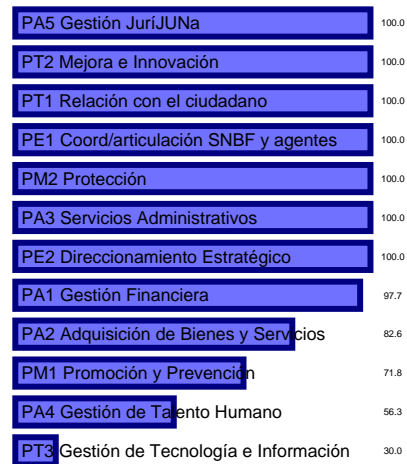 PA5 Gestión JuríJUNa 100.0
PT2 Mejora e Innovación 100.0
PT1 Relación con el ciudadano 100.0
PE1 Coord/articulación SNBF y agentes 100.0
PM2 Protección 100.0
PA3 Servicios Administrativos 100.0
PE2 Direccionamiento Estratégico 100.0
PA1 Gestión Financiera 97.7
PA2 Adquisición de Bienes y Servicios 82.6
PM1 Promoción y Prevención 71.8
PA4 Gestión de Talento Humano 56.3
PT3 Gestión de Tecnología e Información 30.0